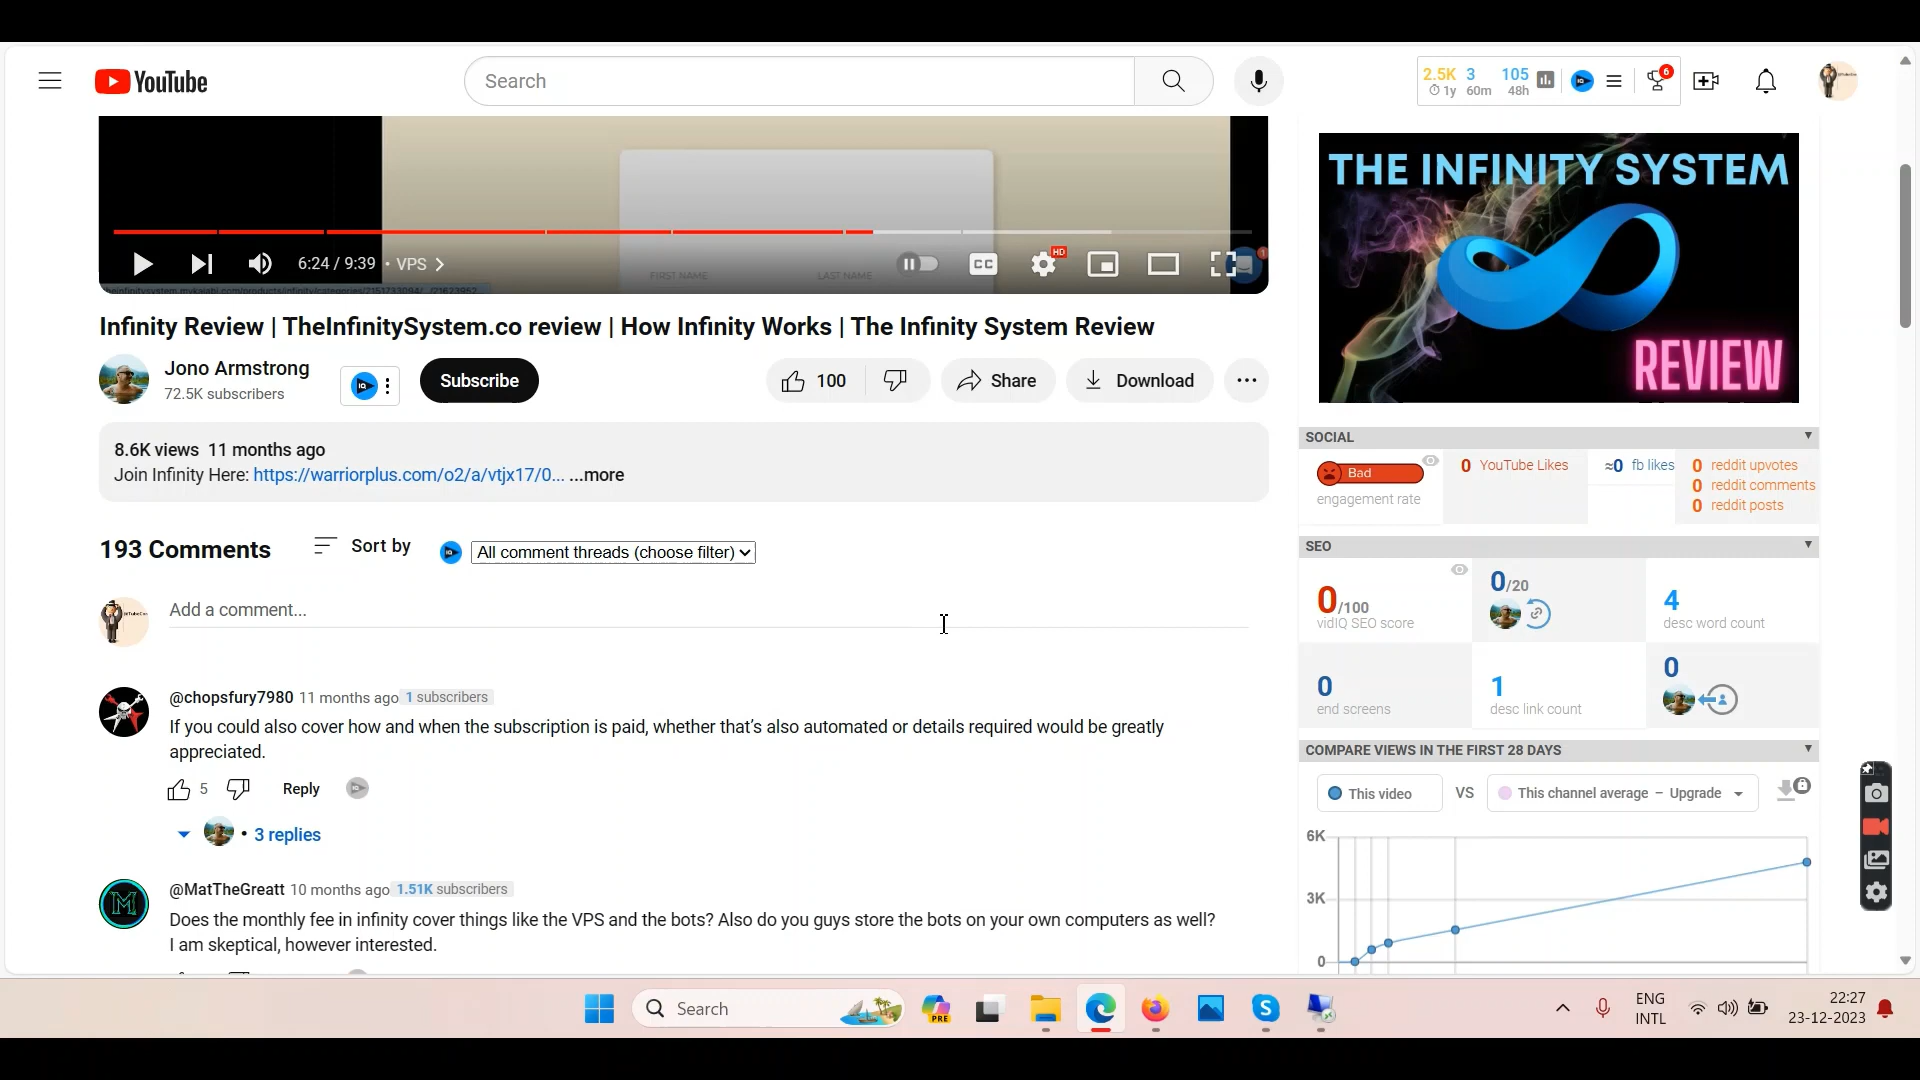 YouTube
Search
2.5K 3 105
1y 60m 48h
6
FIRST NAME LAST NAME
HD
CC
1
6:24 / 9:39 • VPS
Infinity Review | TheInfinitySystem.co review | How Infinity Works | The Infinity System Review
Jono Armstrong
72.5K subscribers
Subscribe
100
Share
Download
8.6K views 11 months ago
Join Infinity Here: https://warriorplus.com/o2/a/vtjx17/0... ...more
193 Comments
Sort by
All comment threads (choose filter)
Add a comment...
@chopsfury7980 11 months ago 1 subscribers
If you could also cover how and when the subscription is paid, whether that's also automated or details required would be greatly
appreciated.
5 Reply
• 3 replies
@MatTheGreatt 10 months ago 1.51K subscribers
Does the monthly fee in infinity cover things like the VPS and the bots? Also do you guys store the bots on your own computers as well?
I am skeptical, however interested.
THE INFINITY SYSTEM
REVIEW
SOCIAL
Bad
engagement rate
0 YouTube Likes
≈0 fb likes
0 reddit upvotes
0 reddit comments
0 reddit posts
SEO
0/100
vidIQ SEO score
0/20
4
desc word count
0
end screens
1
desc link count
0
COMPARE VIEWS IN THE FIRST 28 DAYS
This video VS This channel average – Upgrade
6K
3K
0
Search
PRE
ENG
INTL
22:27
23-12-2023